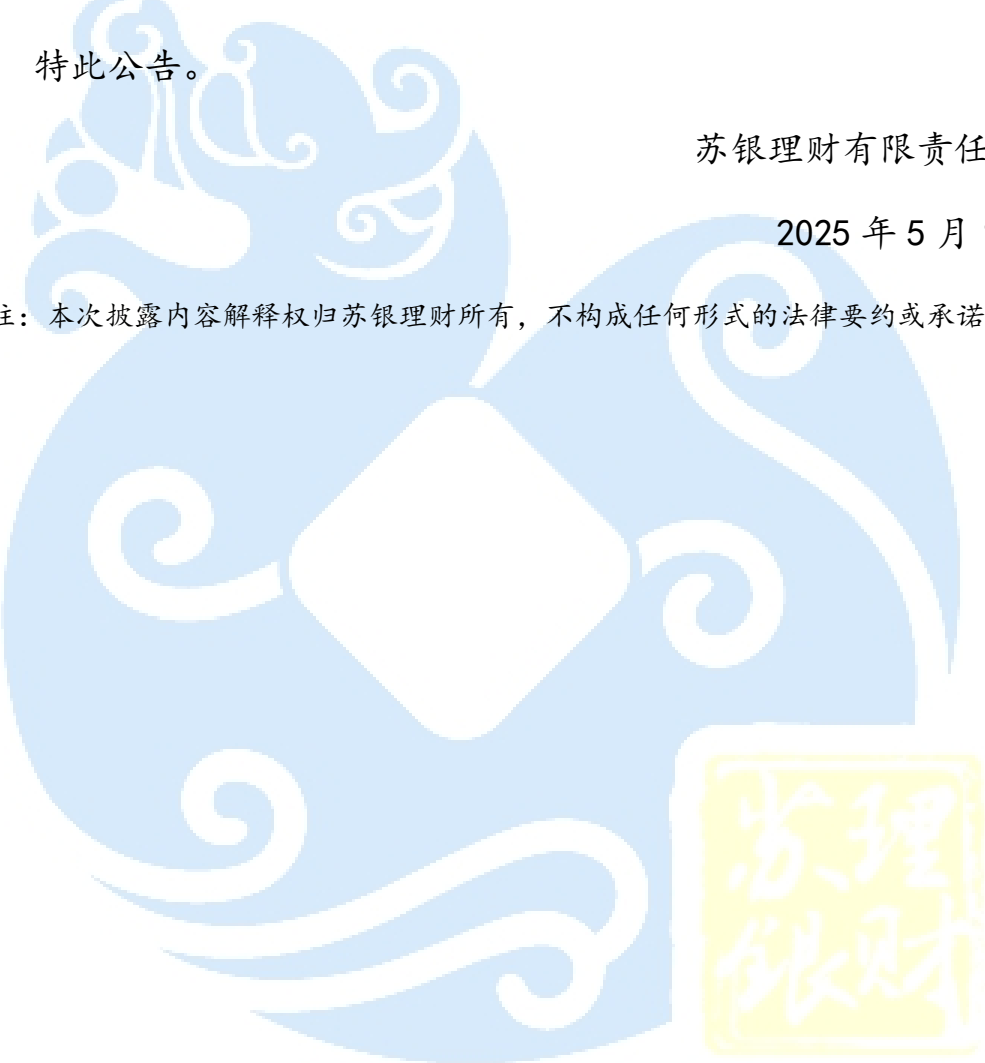 特此公告。
苏银理财有限责任
2025 年 5 月
注：本次披露内容解释权归苏银理财所有，不构成任何形式的法律要约或承诺
苏理
银财